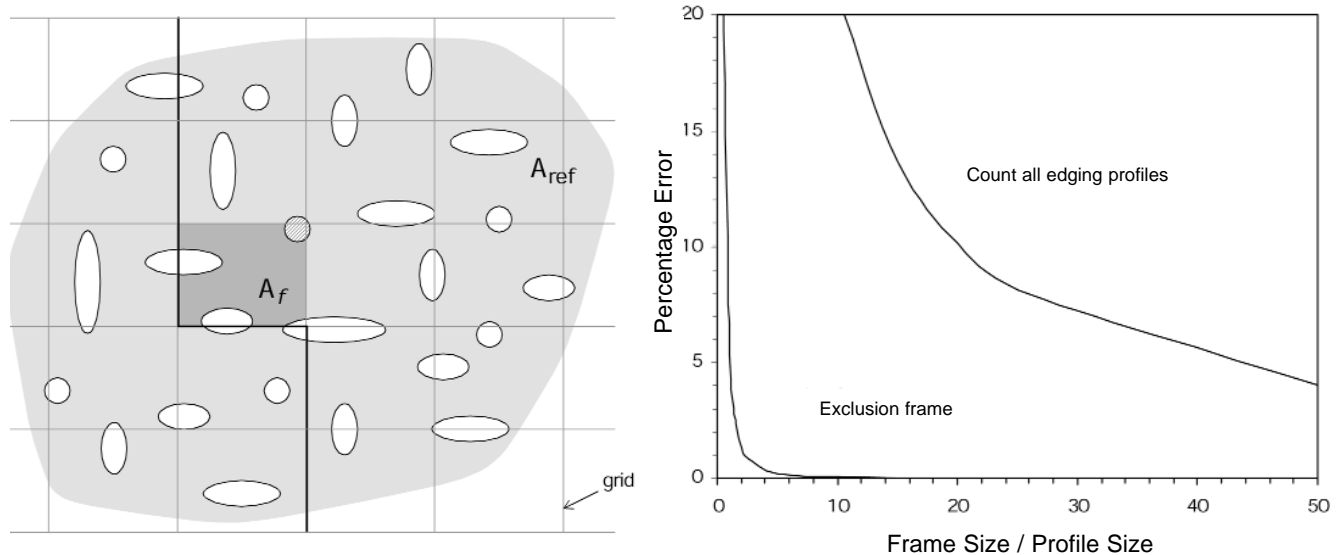 A_ref
A_f
grid
20
15
10
5
0
Percentage Error
Count all edging profiles
Exclusion frame
0 10 20 30 40 50
Frame Size / Profile Size